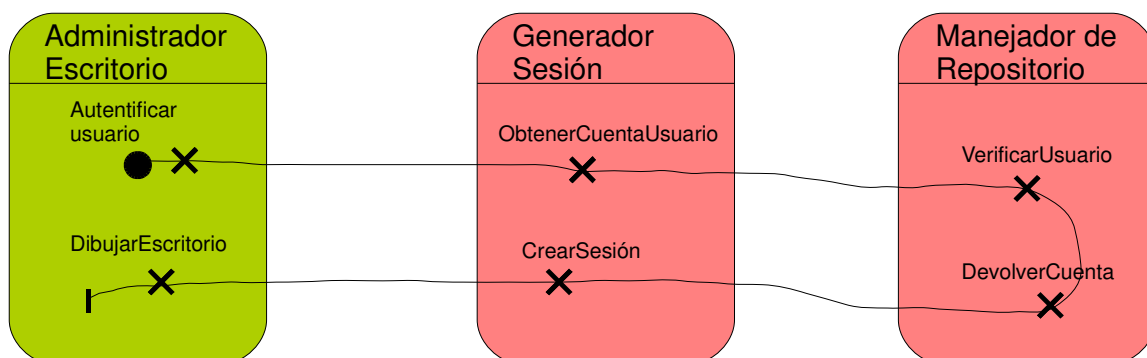 Administrador
Escritorio
Generador
Sesión
Manejador de
Repositorio
Autentificar
usuario
ObtenerCuentaUsuario
VerificarUsuario
DibujarEscritorio
CrearSesión
DevolverCuenta